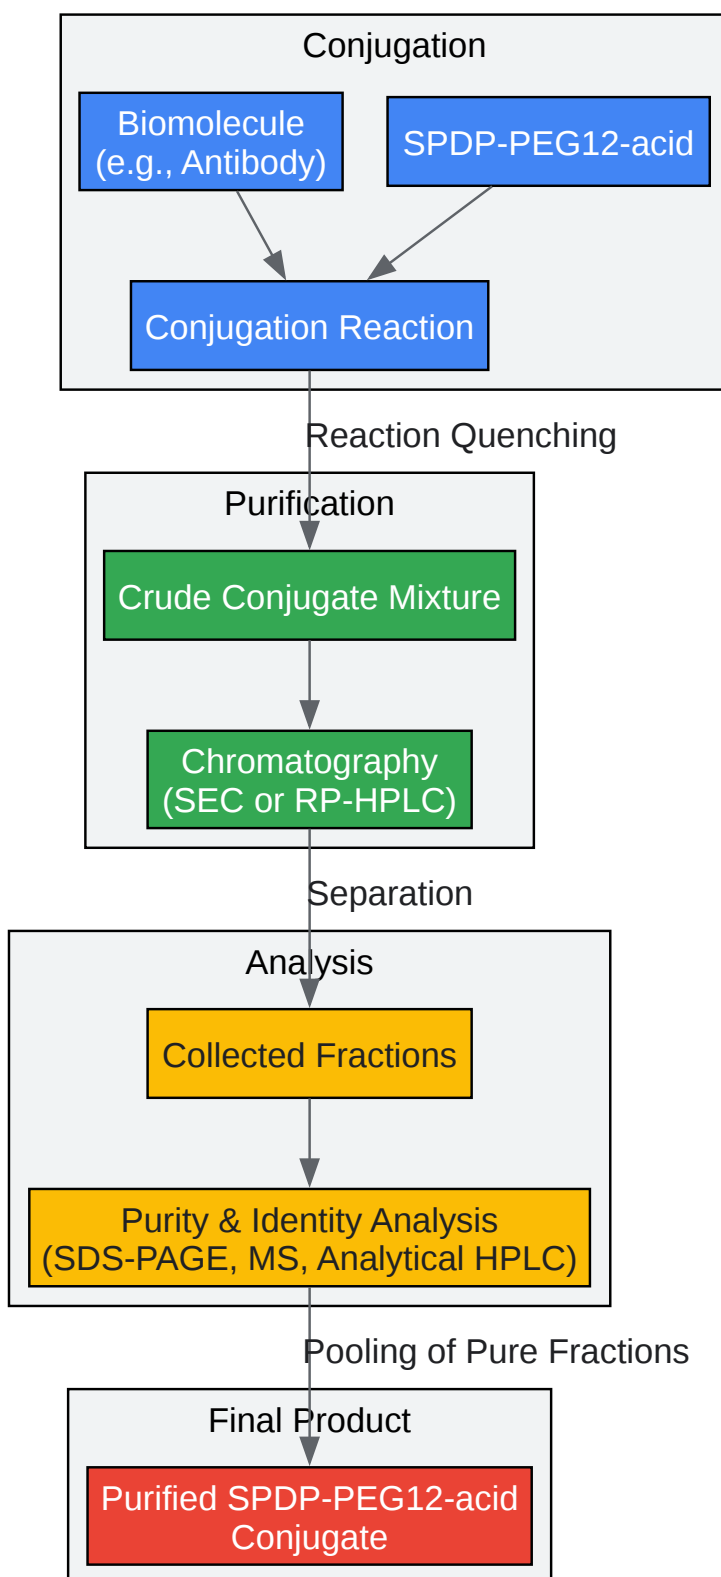 Conjugation
Biomolecule
(e.g., Antibody)
SPDP-PEG12-acid
Conjugation Reaction
Reaction Quenching
Purification
Crude Conjugate Mixture
Chromatography
(SEC or RP-HPLC)
Separation
Analysis
Collected Fractions
Purity & Identity Analysis
(SDS-PAGE, MS, Analytical HPLC)
Pooling of Pure Fractions
Final Product
Purified SPDP-PEG12-acid
Conjugate